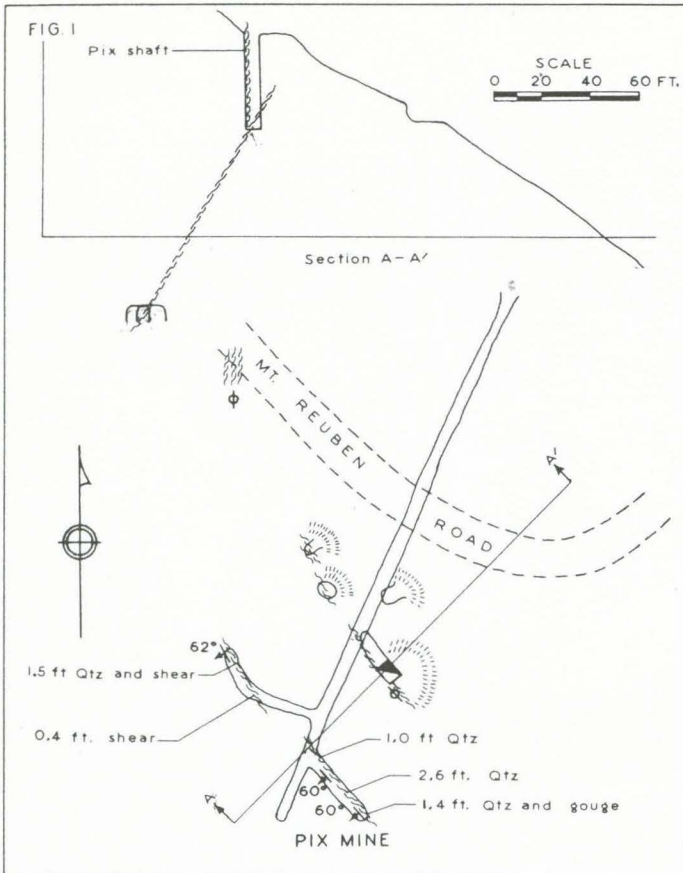 FIG. 1
Pix shaft
SCALE
0 20 40 60 FT.
Section A-A'
MT. REUBEN ROAD
A'
62°
1.5 ft Qtz and shear
0.4 ft. shear
1.0 ft Qtz
2.6 ft. Qtz
60°
60°
1.4 ft. Qtz and gouge
A
PIX MINE